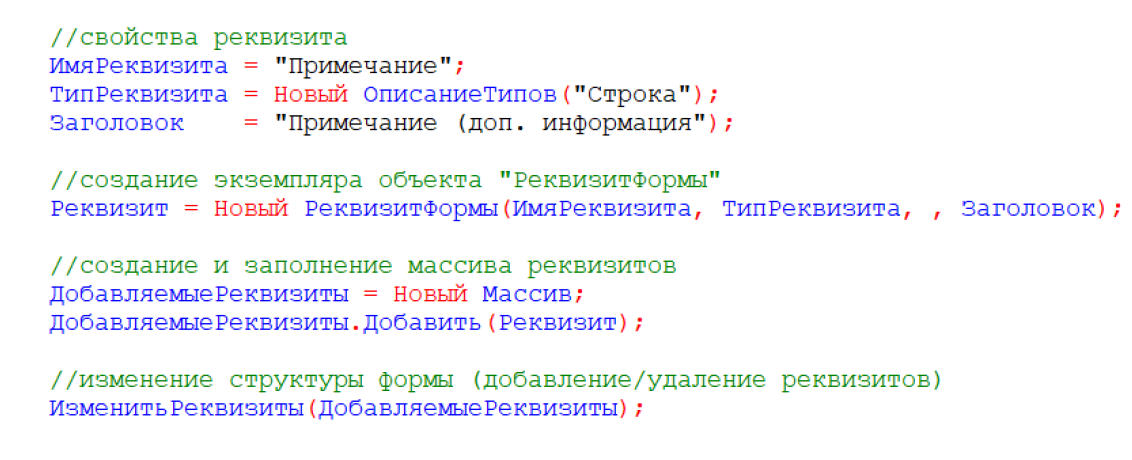 //свойства реквизита
ИмяРеквизита = "Примечание";
ТипРеквизита = Новый ОписаниеТипов("Строка");
Заголовок    = "Примечание (доп. информация");
//создание экземпляра объекта "РеквизитФормы"
Реквизит = Новый РеквизитФормы(ИмяРеквизита, ТипРеквизита, , Заголовок);
//создание и заполнение массива реквизитов
ДобавляемыеРеквизиты = Новый Массив;
ДобавляемыеРеквизиты.Добавить(Реквизит);
//изменение структуры формы (добавление/удаление реквизитов)
ИзменитьРеквизиты(ДобавляемыеРеквизиты);